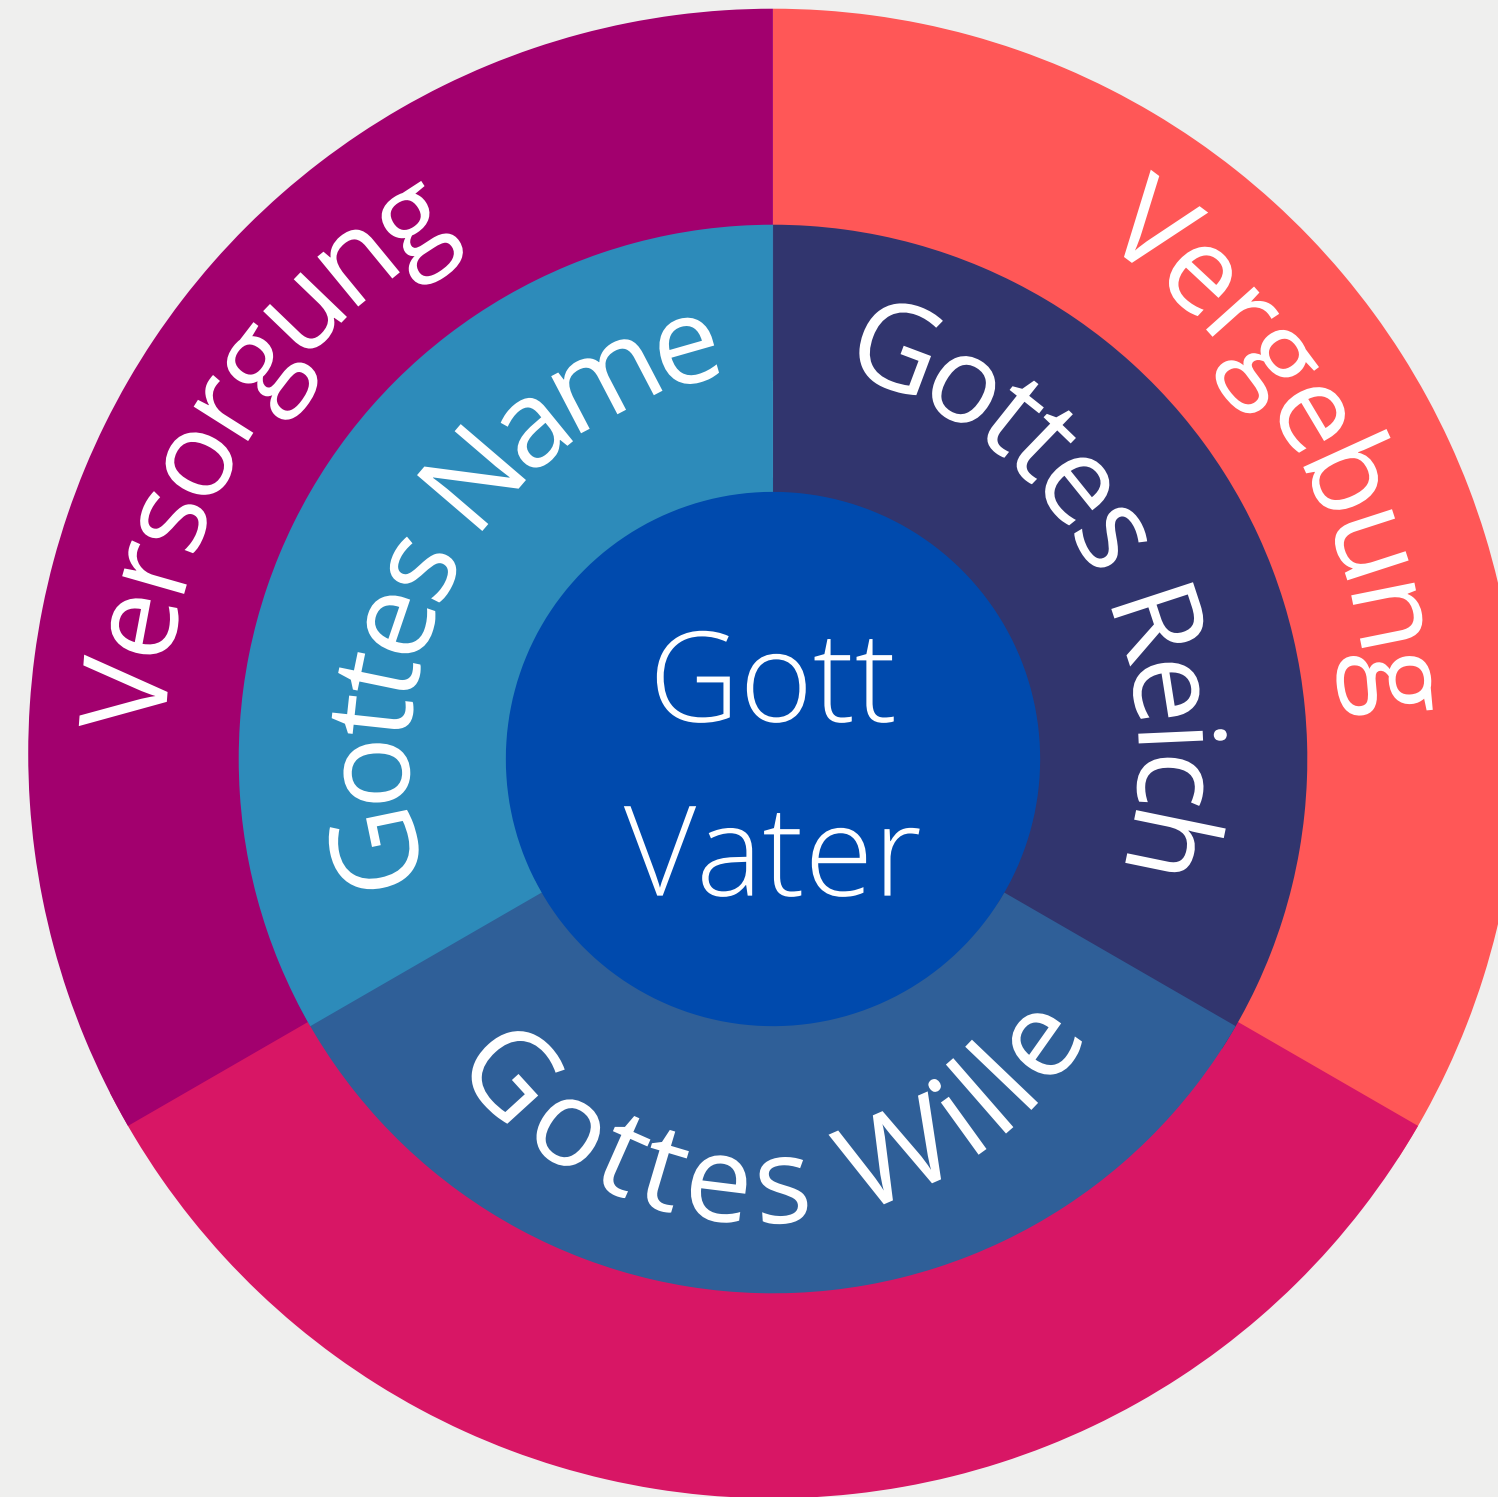 Versorgung
Vergebung
Gottes Name
Gottes Reich
Gott
Vater
Gottes Wille